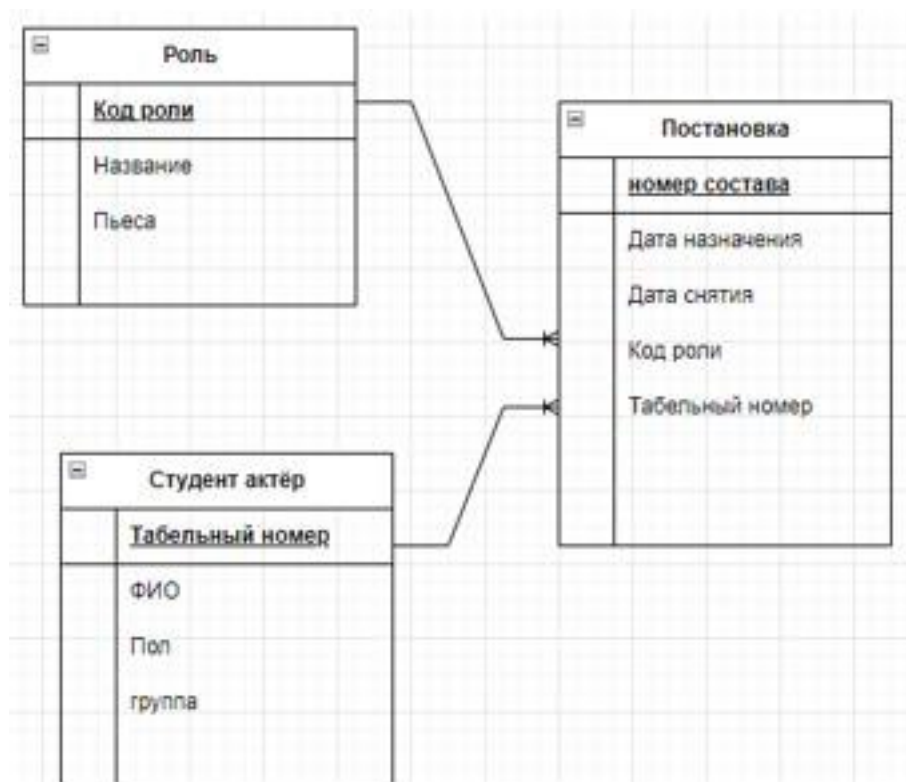 Роль
Код роли
Название
Пьеса
Постановка
номер состава
Дата назначения
Дата снятия
Код роли
Табельный номер
Студент актёр
Табельный номер
ФИО
Пол
группа